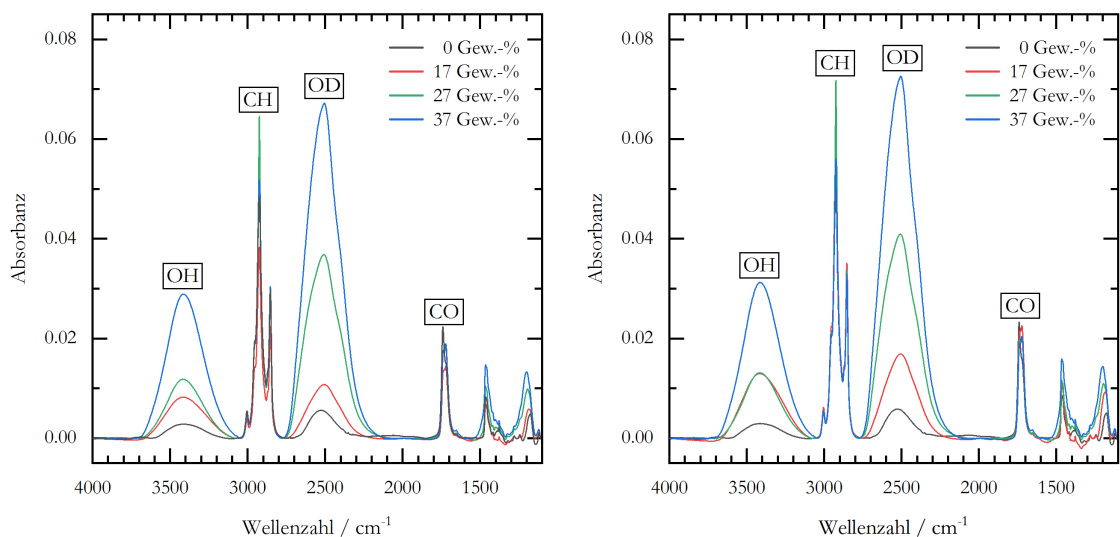 0.08
0.06
0.04
0.02
0.00
Absorbanz
0 Gew.-%
17 Gew.-%
27 Gew.-%
37 Gew.-%
CH
OD
OH
CO
4000 3500 3000 2500 2000 1500
Wellenzahl / cm⁻¹
0.08
0.06
0.04
0.02
0.00
Absorbanz
0 Gew.-%
17 Gew.-%
27 Gew.-%
37 Gew.-%
CH
OD
OH
CO
4000 3500 3000 2500 2000 1500
Wellenzahl / cm⁻¹